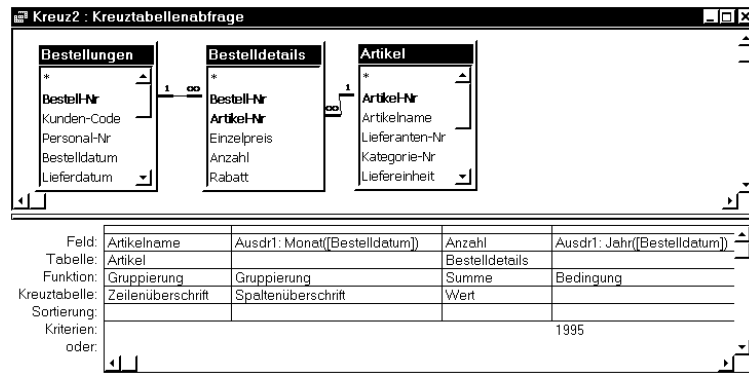 Kreuz2 : Kreuztabellenabfrage
Bestellungen
*
Bestell-Nr
Kunden-Code
Personal-Nr
Bestelldatum
Lieferdatum
1 ∞
Bestelldetails
*
Bestell-Nr
Artikel-Nr
Einzelpreis
Anzahl
Rabatt
∞ 1
Artikel
*
Artikel-Nr
Artikelname
Lieferanten-Nr
Kategorie-Nr
Liefereinheit
Feld: Artikelname Ausdr1: Monat([Bestelldatum]) Anzahl Ausdr1: Jahr([Bestelldatum])
Tabelle: Artikel Bestelldetails
Funktion: Gruppierung Gruppierung Summe Bedingung
Kreuztabelle: Zeilenüberschrift Spaltenüberschrift Wert
Sortierung:
Kriterien: 1995
oder: